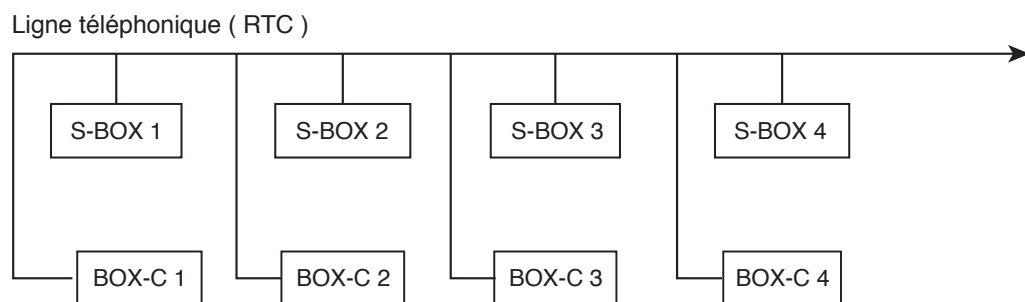 Ligne téléphonique ( RTC )
S-BOX 1
S-BOX 2
S-BOX 3
S-BOX 4
BOX-C 1
BOX-C 2
BOX-C 3
BOX-C 4